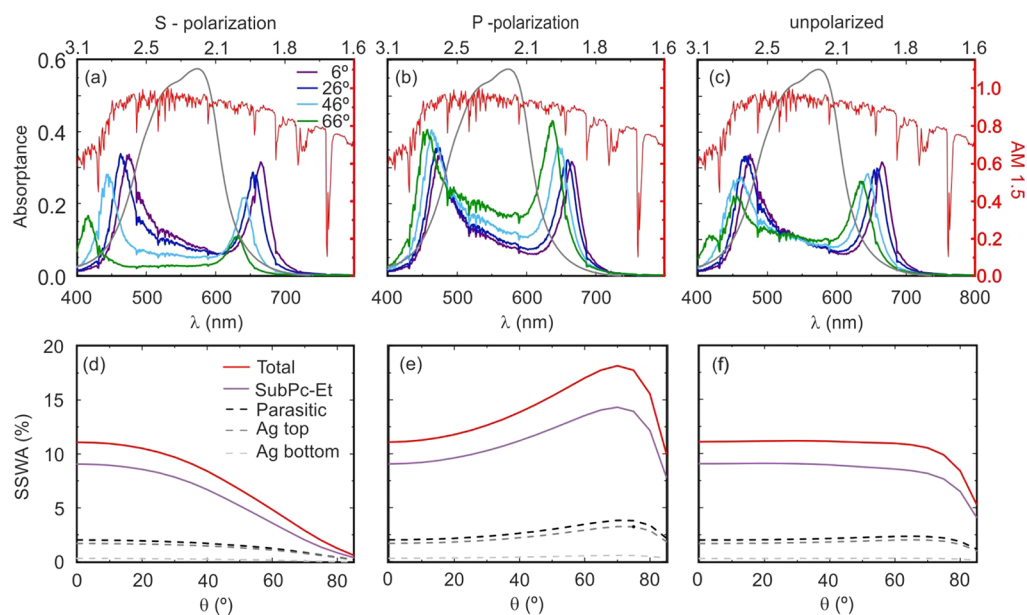 S - polarization
P -polarization
unpolarized
3.1 2.5 2.1 1.8 3.1 2.5 2.1 1.8 3.1 2.5 2.1 1.8 1.6
0.6
0.4
0.2
0.0
Absorptance
(a)
6º
26º
46º
66º
(b)
(c)
1.0
0.8
0.6
0.4
0.2
0.0
AM 1.5
400 500 600 700 400 500 600 700 400 500 600 700 800
λ (nm)
λ (nm)
λ (nm)
20
15
10
5
0
SSWA (%)
(d)
Total
SubPc-Et
Parasitic
Ag top
Ag bottom
(e)
(f)
0 20 40 60 80 0 20 40 60 80 0 20 40 60 80
θ (º)
θ (º)
θ (º)